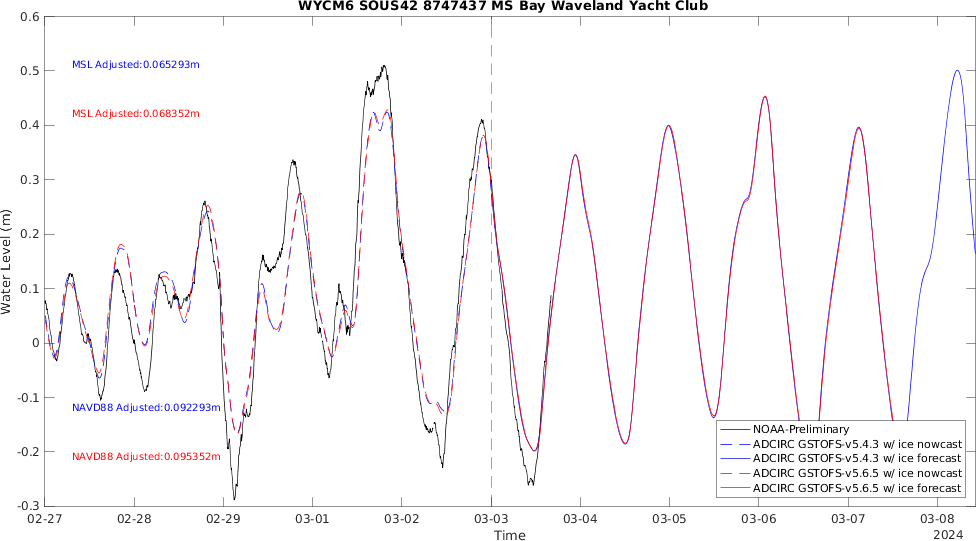 WYCM6 SOUS42 8747437 MS Bay Waveland Yacht Club
Water Level (m)
0.6
0.5
0.4
0.3
0.2
0.1
0
-0.1
-0.2
-0.3
MSL Adjusted:0.065293m
MSL Adjusted:0.068352m
NAVD88 Adjusted:0.092293m
NAVD88 Adjusted:0.095352m
NOAA-Preliminary
ADCIRC GSTOFS-v5.4.3 w/ ice nowcast
ADCIRC GSTOFS-v5.4.3 w/ ice forecast
ADCIRC GSTOFS-v5.6.5 w/ ice nowcast
ADCIRC GSTOFS-v5.6.5 w/ ice forecast
02-27 02-28 02-29 03-01 03-02 03-03 03-04 03-05 03-06 03-07 03-08
Time 2024